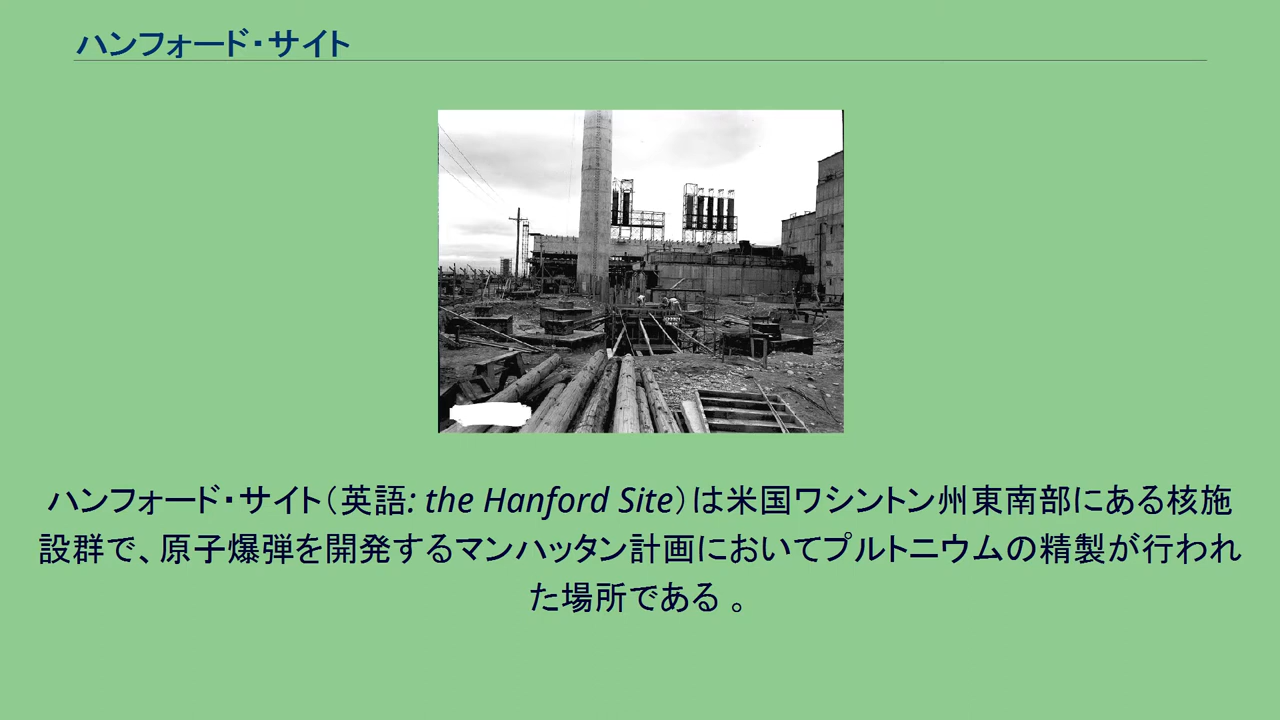 ハンフォード・サイト
ハンフォード・サイト（英語: the Hanford Site）は米国ワシントン州東南部にある核施
設群で、原子爆弾を開発するマンハッタン計画においてプルトニウムの精製が行われ
た場所である 。